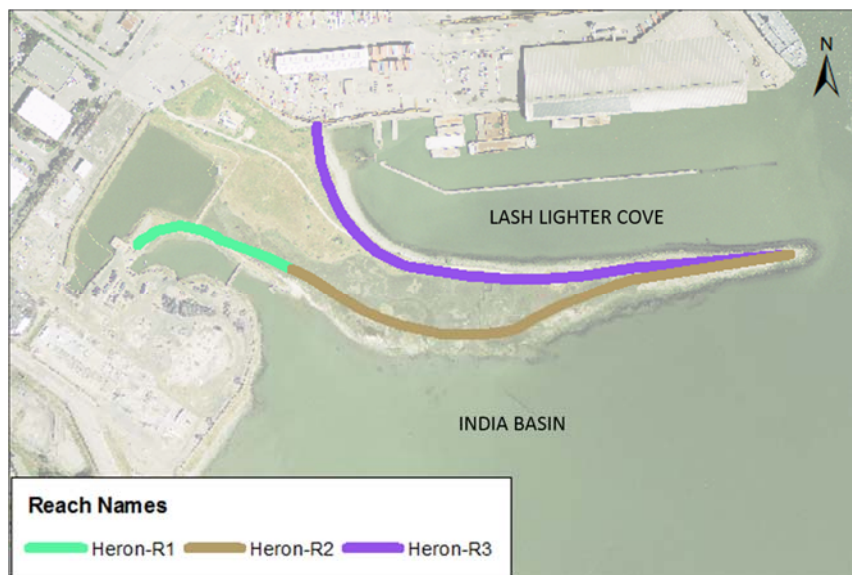 N
LASH LIGHTER COVE
INDIA BASIN
Reach Names
Heron-R1 Heron-R2 Heron-R3